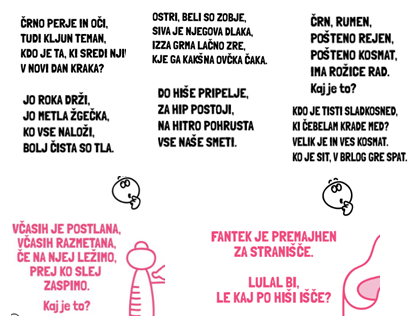 ČRNO PERJE IN OČI,
TUDI KLJUN TEMAN,
KDO JE TA, KI SREDI NJIV
V NOVI DAN KRAKA?
OSTRI, BELI SO ZOBJE,
SIVA JE NJEGOVA DLAKA,
IZZA GRMA LAČNO ZRE,
KJE GA KAKŠNA OVČKA ČAKA.
ČRN, RUMEN,
POŠTENO REJEN,
POŠTENO KOSMAT,
IMA ROŽICE RAD.
Kaj je to?
JO ROKA DRŽI,
JO METLA ŽGEČKA,
KO VSE NALOŽI,
BOLJ ČISTA SO TLA.
DO HIŠE PRIPELJE,
ZA HIP POSTOJI,
NA HITRO POHRUSTA
VSE NAŠE SMETI.
KDO JE TISTI SLADKOSNED,
KI ČEBELAM KRADE MED?
VELIK JE IN VES KOSMAT.
KO JE SIT, V BRLOG GRE SPAT.
VČASIH JE POSTLANA,
VČASIH RAZMETANA,
ČE NA NJEJ LEŽIMO,
PREJ KO SLEJ
ZASPIMO.
Kaj je to?
FANTEK JE PREMAJHEN
ZA STRANIŠČE.
LULAL BI,
LE KAJ PO HIŠI IŠČE?